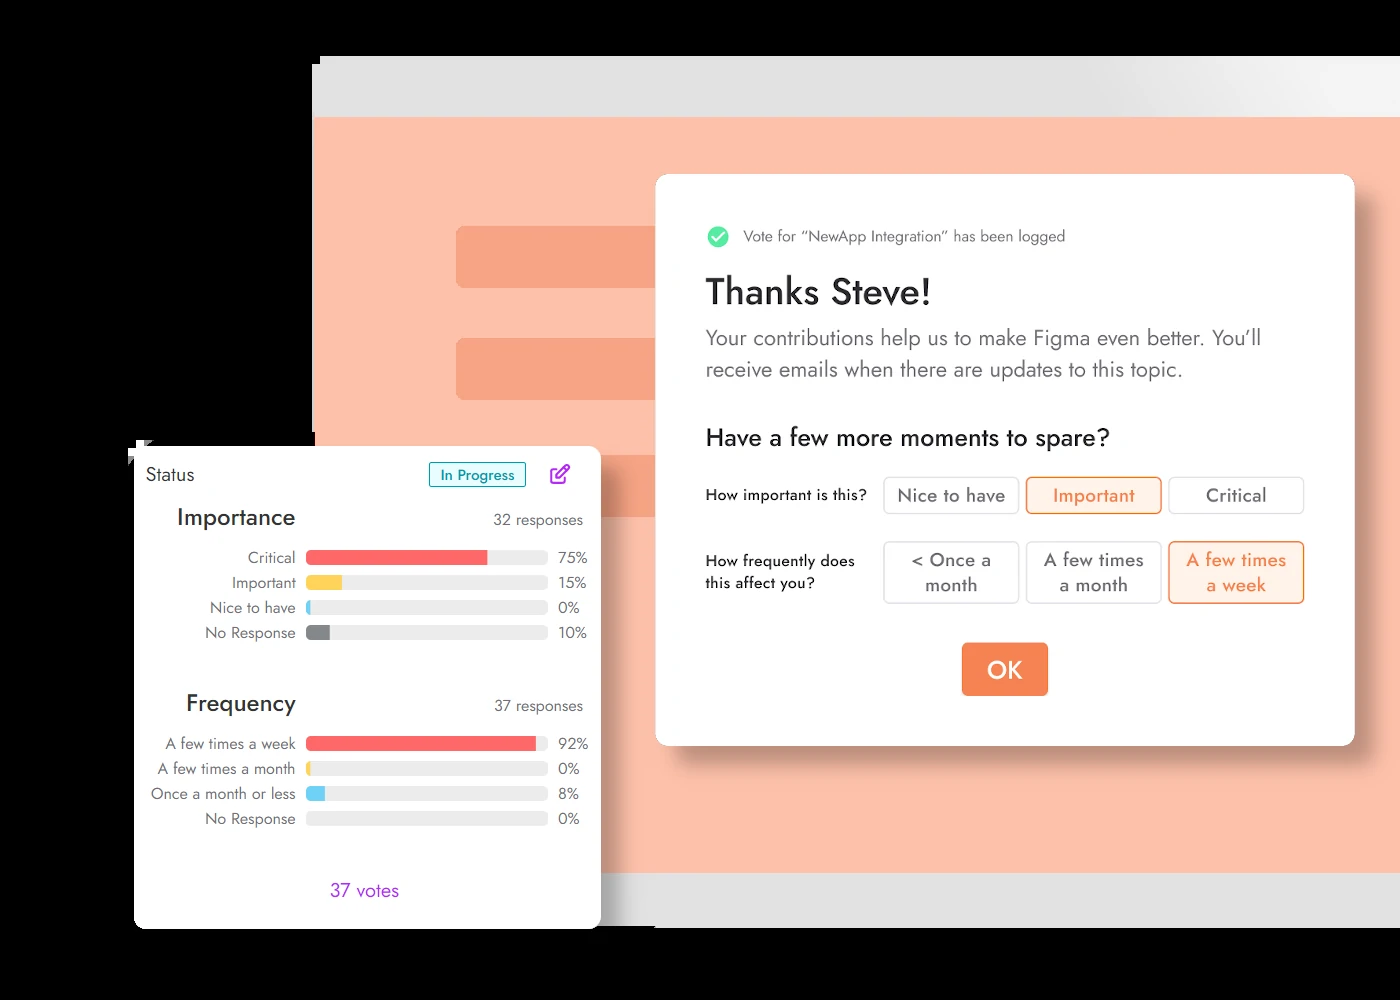 Vote for “NewApp Integration” has been logged
Thanks Steve!
Your contributions help us to make Figma even better. You’ll
receive emails when there are updates to this topic.
Have a few more moments to spare?
How important is this? Nice to have Important Critical
How frequently does
this affect you?
< Once a
month
A few times
a month
A few times
a week
OK
Status In Progress
Importance 32 responses
Critical 75%
Important 15%
Nice to have 0%
No Response 10%
Frequency 37 responses
A few times a week 92%
A few times a month 0%
Once a month or less 8%
No Response 0%
37 votes